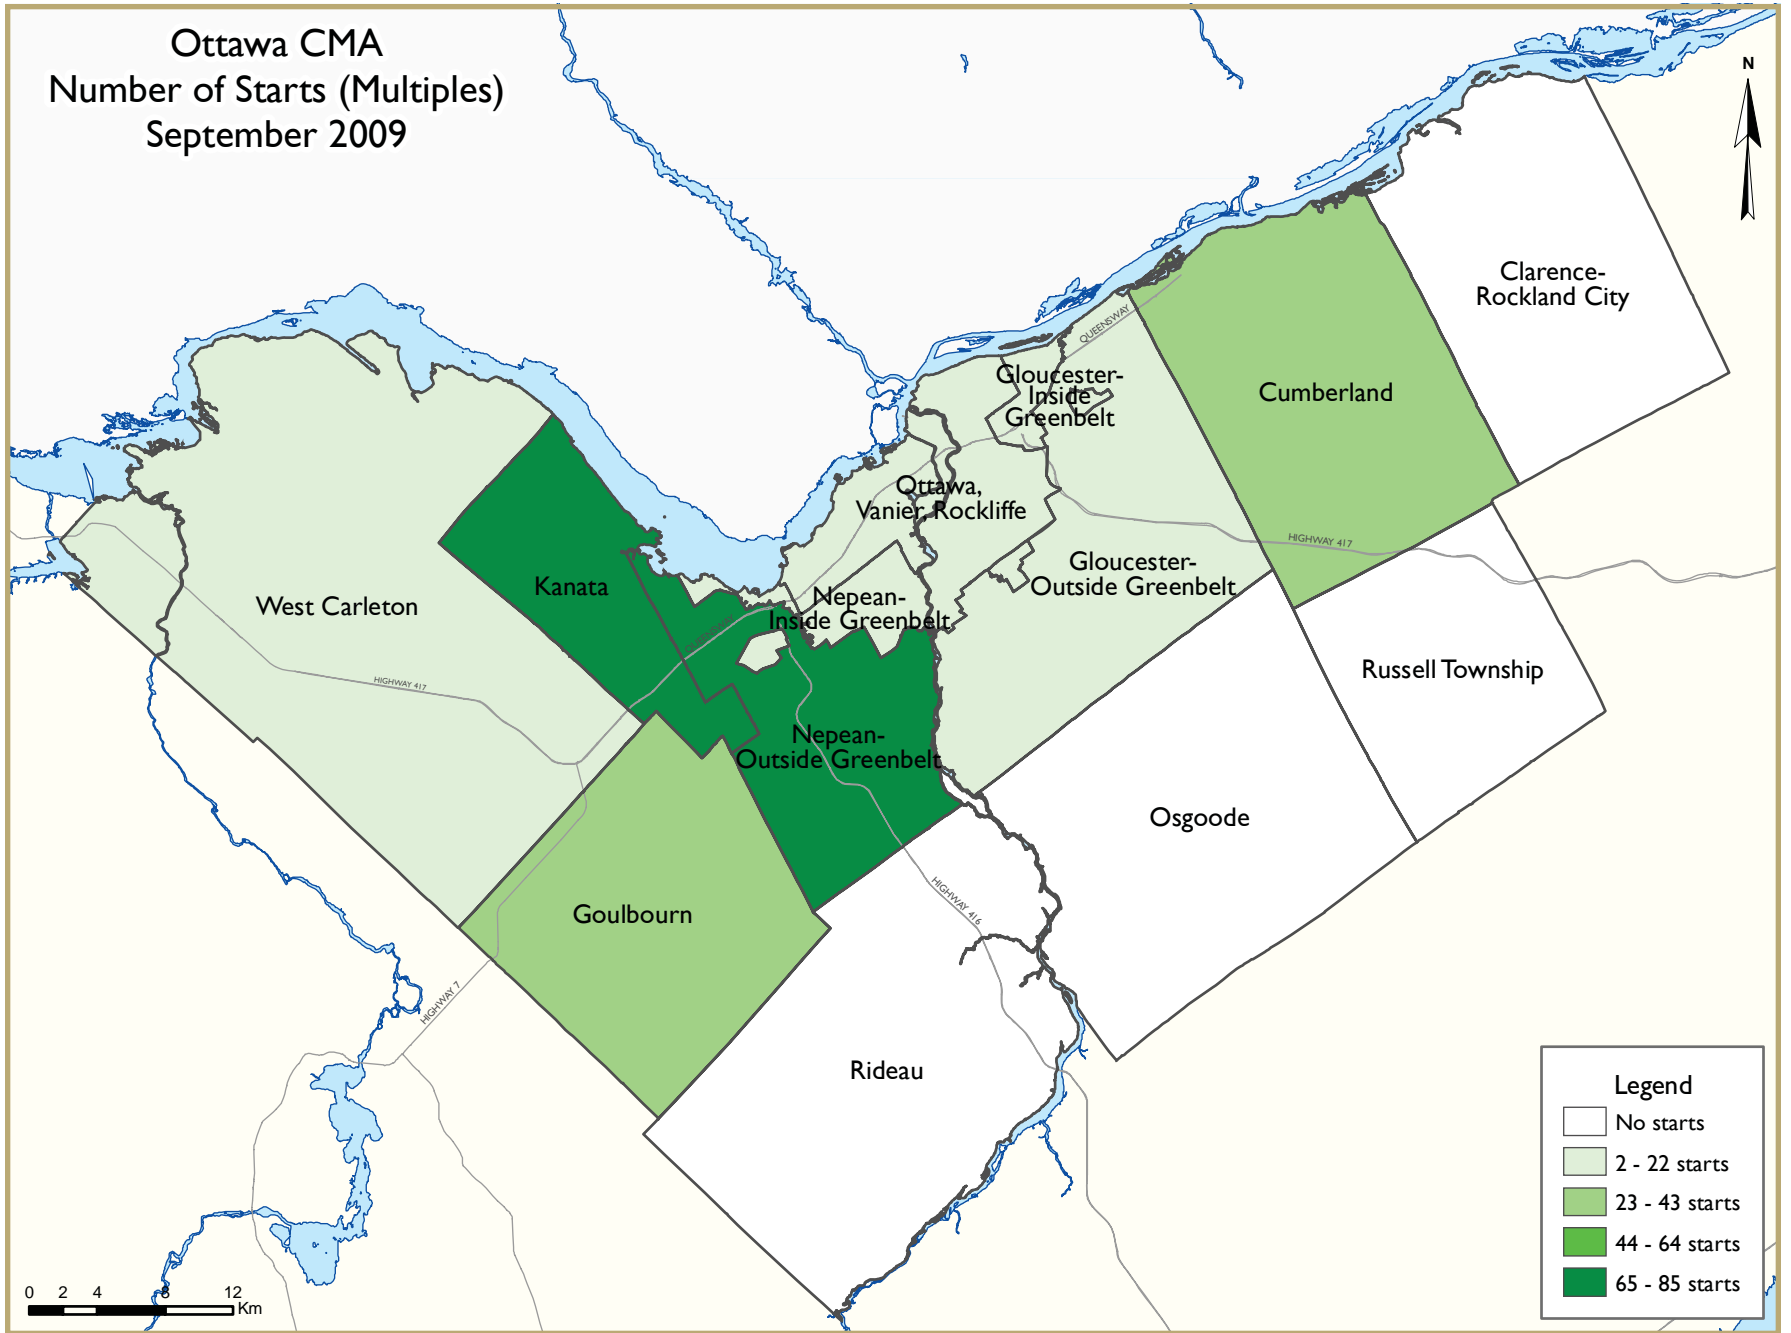 Ottawa CMA
Number of Starts (Multiples)
September 2009
N
Clarence-
Rockland City
QUEENSWAY
Gloucester-
Inside
Greenbelt
Cumberland
Ottawa,
Vanier, Rockliffe
HIGHWAY 417
Gloucester-
Outside Greenbelt
Kanata
West Carleton
Nepean-
Inside Greenbelt
QUEENSWAY
Russell Township
HIGHWAY 417
Nepean-
Outside Greenbelt
Osgoode
Goulbourn
HIGHWAY 416
HIGHWAY 7
Rideau
Legend
No starts
2 - 22 starts
23 - 43 starts
44 - 64 starts
65 - 85 starts
0 2 4 8 12
Km